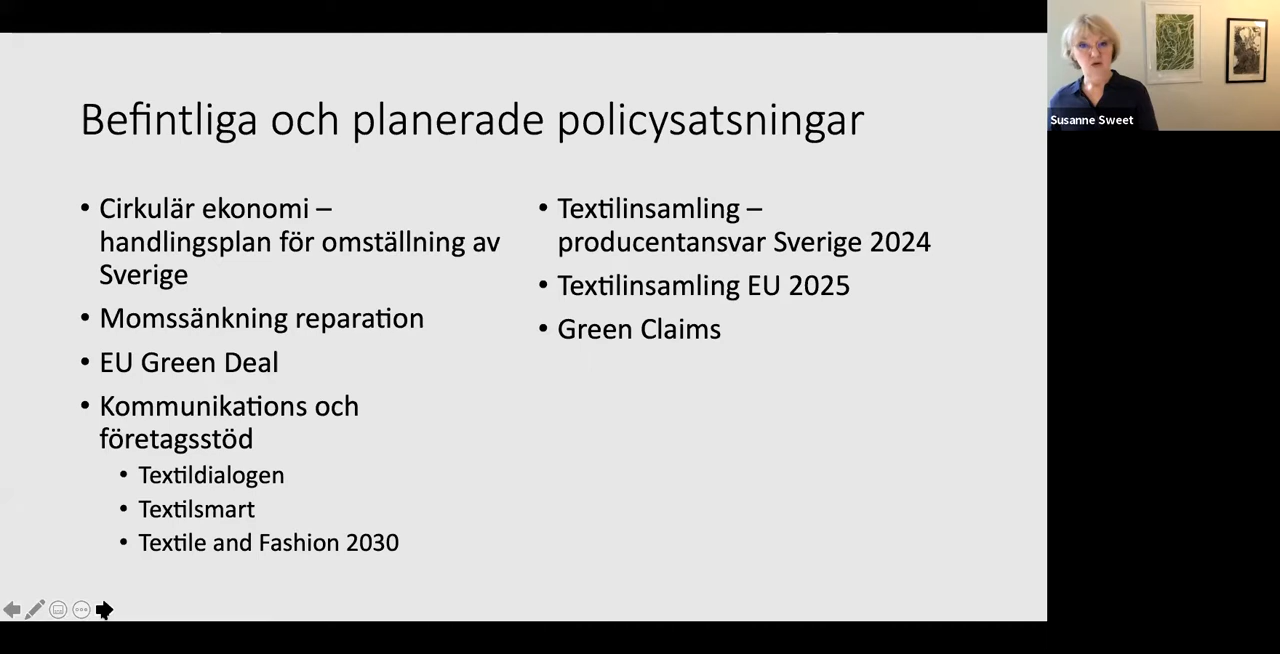 Befintliga och planerade policysatsningar
• Cirkulär ekonomi –
handlingsplan för omställning av
Sverige
• Momssänkning reparation
• EU Green Deal
• Kommunikations och
företagsstöd
• Textildialogen
• Textilsmart
• Textile and Fashion 2030
• Textilinsamling –
producentansvar Sverige 2024
• Textilinsamling EU 2025
• Green Claims
Susanne Sweet